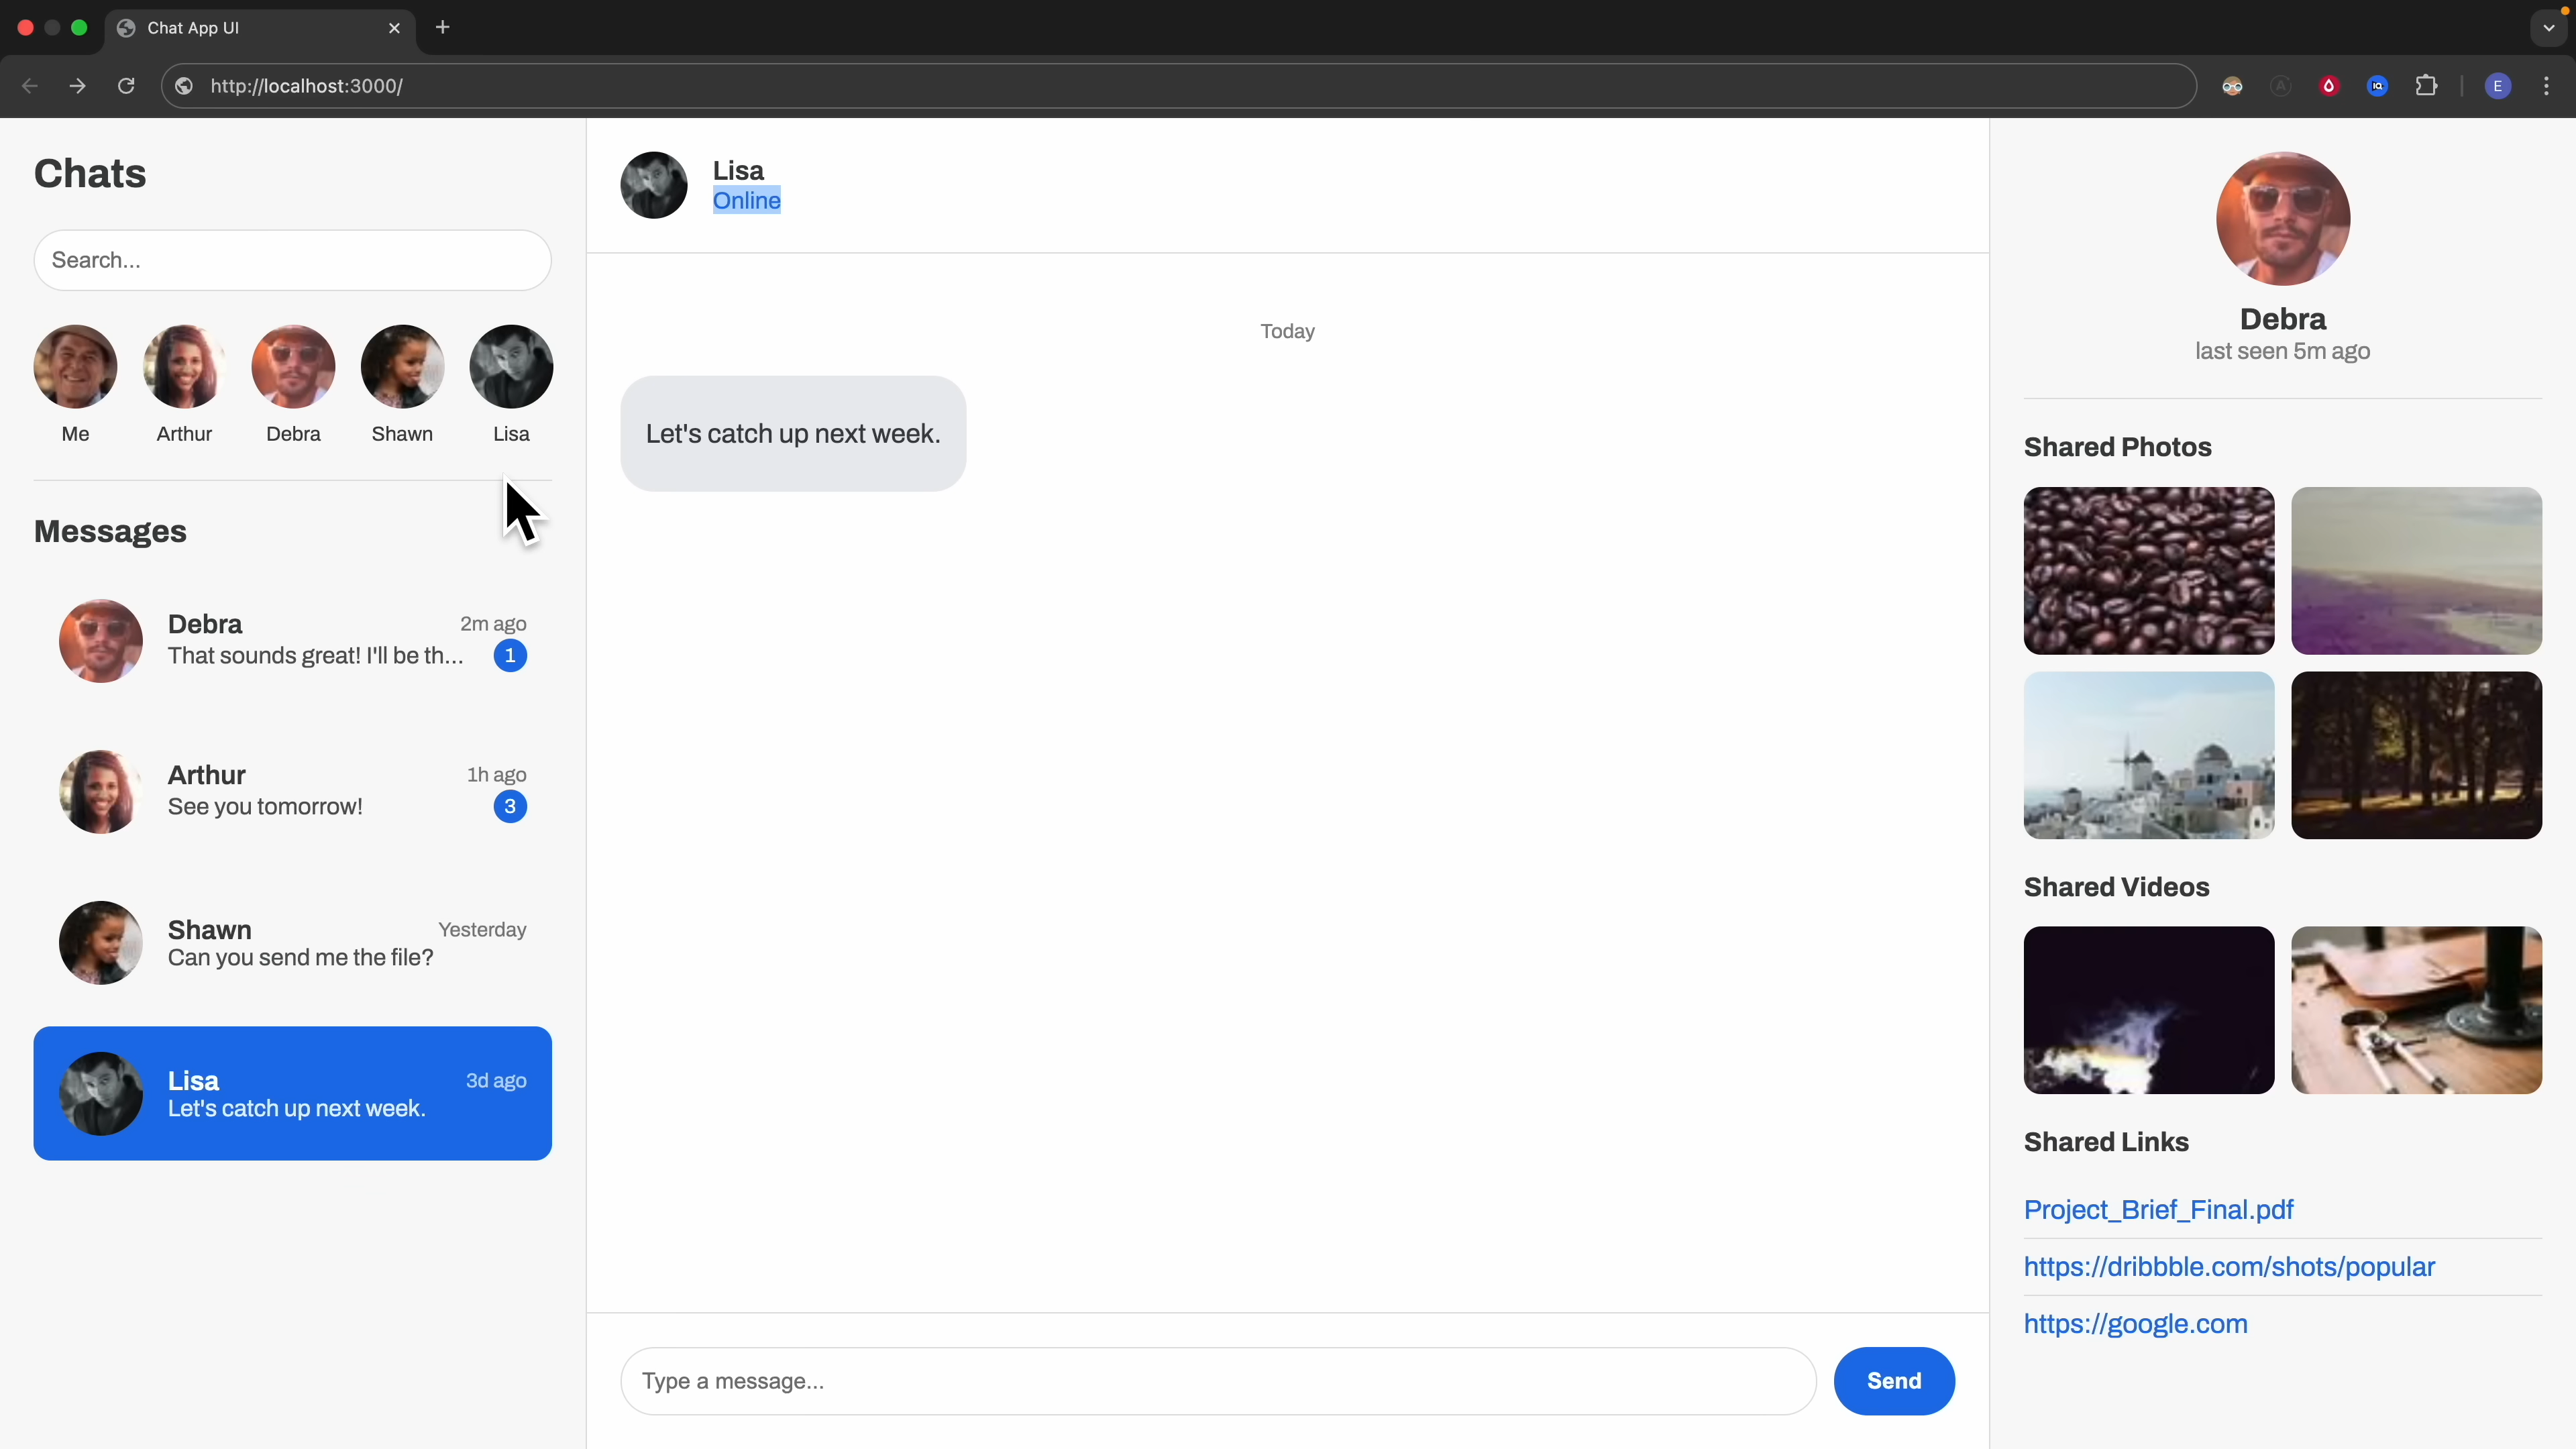 Chat App UI
http://localhost:3000/
E
Chats
Search...
Me
Arthur
Debra
Shawn
Lisa
Messages
Debra
2m ago
That sounds great! I'll be th...
1
Arthur
1h ago
See you tomorrow!
3
Shawn
Yesterday
Can you send me the file?
Lisa
3d ago
Let's catch up next week.
Lisa
Online
Today
Let's catch up next week.
Type a message...
Send
Debra
last seen 5m ago
Shared Photos
Shared Videos
Shared Links
Project_Brief_Final.pdf
https://dribbble.com/shots/popular
https://google.com